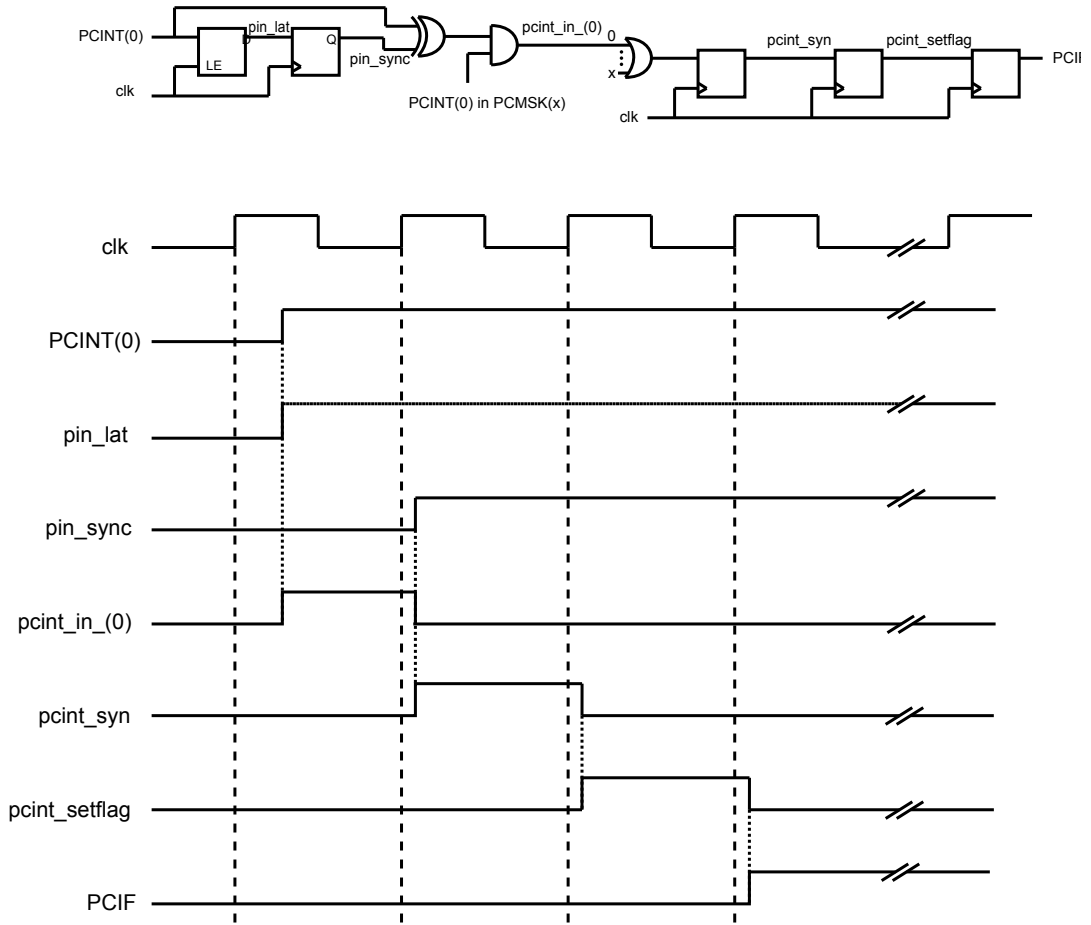 pin_lat
pcint_in_(0)
0
PCINT(0)
D
Q
pcint_syn
pcint_setflag
LE
pin_sync
PCIF
x
clk
PCINT(0) in PCMSK(x)
clk
clk
PCINT(0)
pin_lat
pin_sync
pcint_in_(0)
pcint_syn
pcint_setflag
PCIF